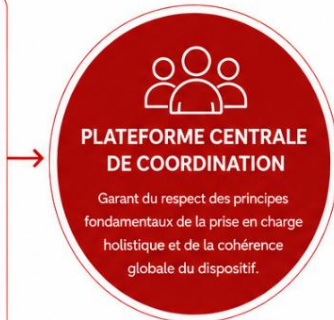 PLATEFORME CENTRALE
DE COORDINATION
Garant du respect des principes
fondamentaux de la prise en charge
holistique et de la cohérence
globale du dispositif.